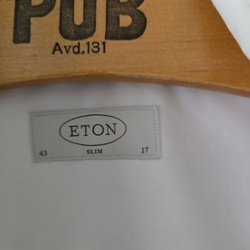 PUB
Avd.131
ETON
43 SLIM 17